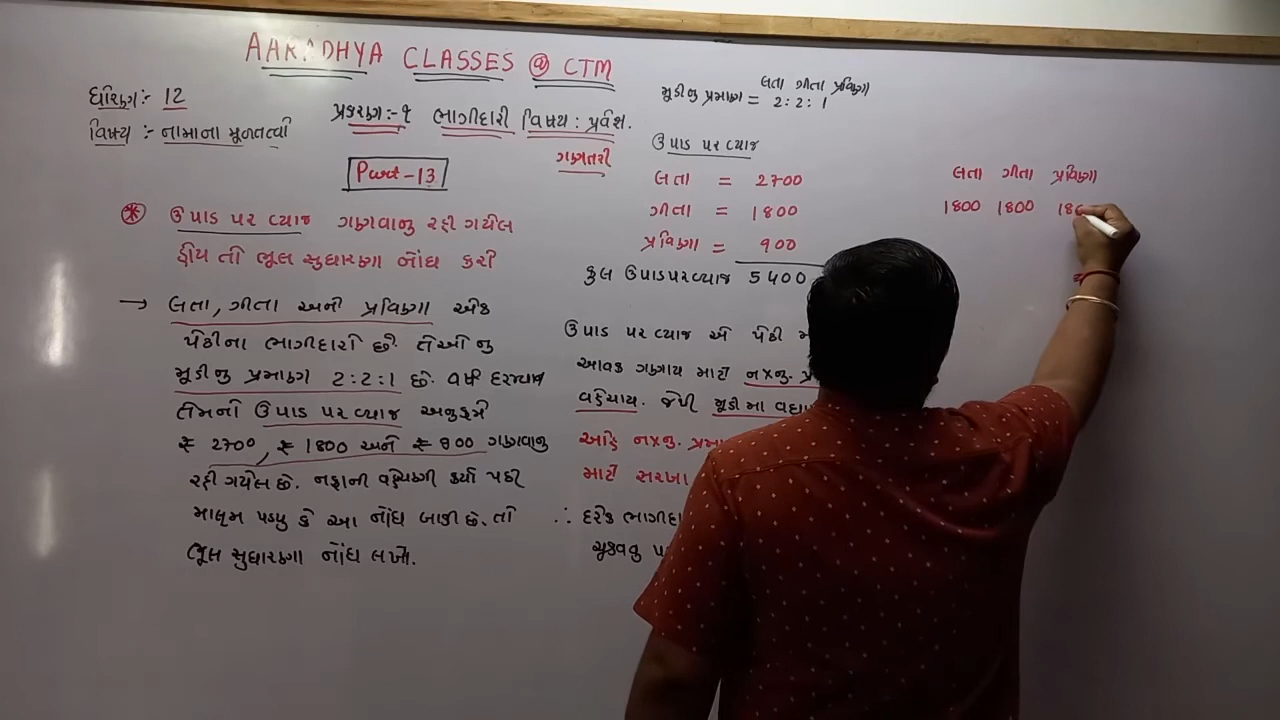 AARADHYA CLASSES @ CTM
ધોરણ:- 12
વિષય :- નામાના મૂળતત્વો
પ્રકરણ:-૧ ભાગીદારી વિષય : પ્રવેશ.
Part-13
ગણતરી
* ઉપાડ પર વ્યાજ ગણવાનુ રહી ગયેલ
હોય તો ભૂલ સુધારણા નોંધ કરો
→ લતા, ગીતા અને પ્રવિણા એક
પેઢીના ભાગીદારો છે. તેઓ નુ
મૂડીનુ પ્રમાણ 2:2:1 છે. વર્ષ દરમ્યાન
તેમનો ઉપાડ પર વ્યાજ અનુક્રમે
₹ 2700, ₹ 1800 અને ₹ 900 ગણવાનુ
રહી ગયેલ છે. નફાની વહેંચણી કર્યા પછી
માલૂમ પડ્યુ કે આ નોંધ બાકી છે. તો
ભૂલ સુધારણા નોંધ લખો.
લતા ગીતા પ્રવિણા
મૂડીનુ પ્રમાણ = 2:2:1
ઉપાડ પર વ્યાજ
લતા = 2700
ગીતા = 1800
પ્રવિણા = 900
કુલ ઉપાડપરવ્યાજ 5400
ઉપાડ પર વ્યાજ એ પેઢી
આવક ગણાય માટે નફાનુ.
વહેંચાય. જેથી મૂડી મા
આહે નફાનુ.
માટે સરખા
∴ દરેક
ચૂકવવુ
લતા ગીતા પ્રવિણા
1800 1800